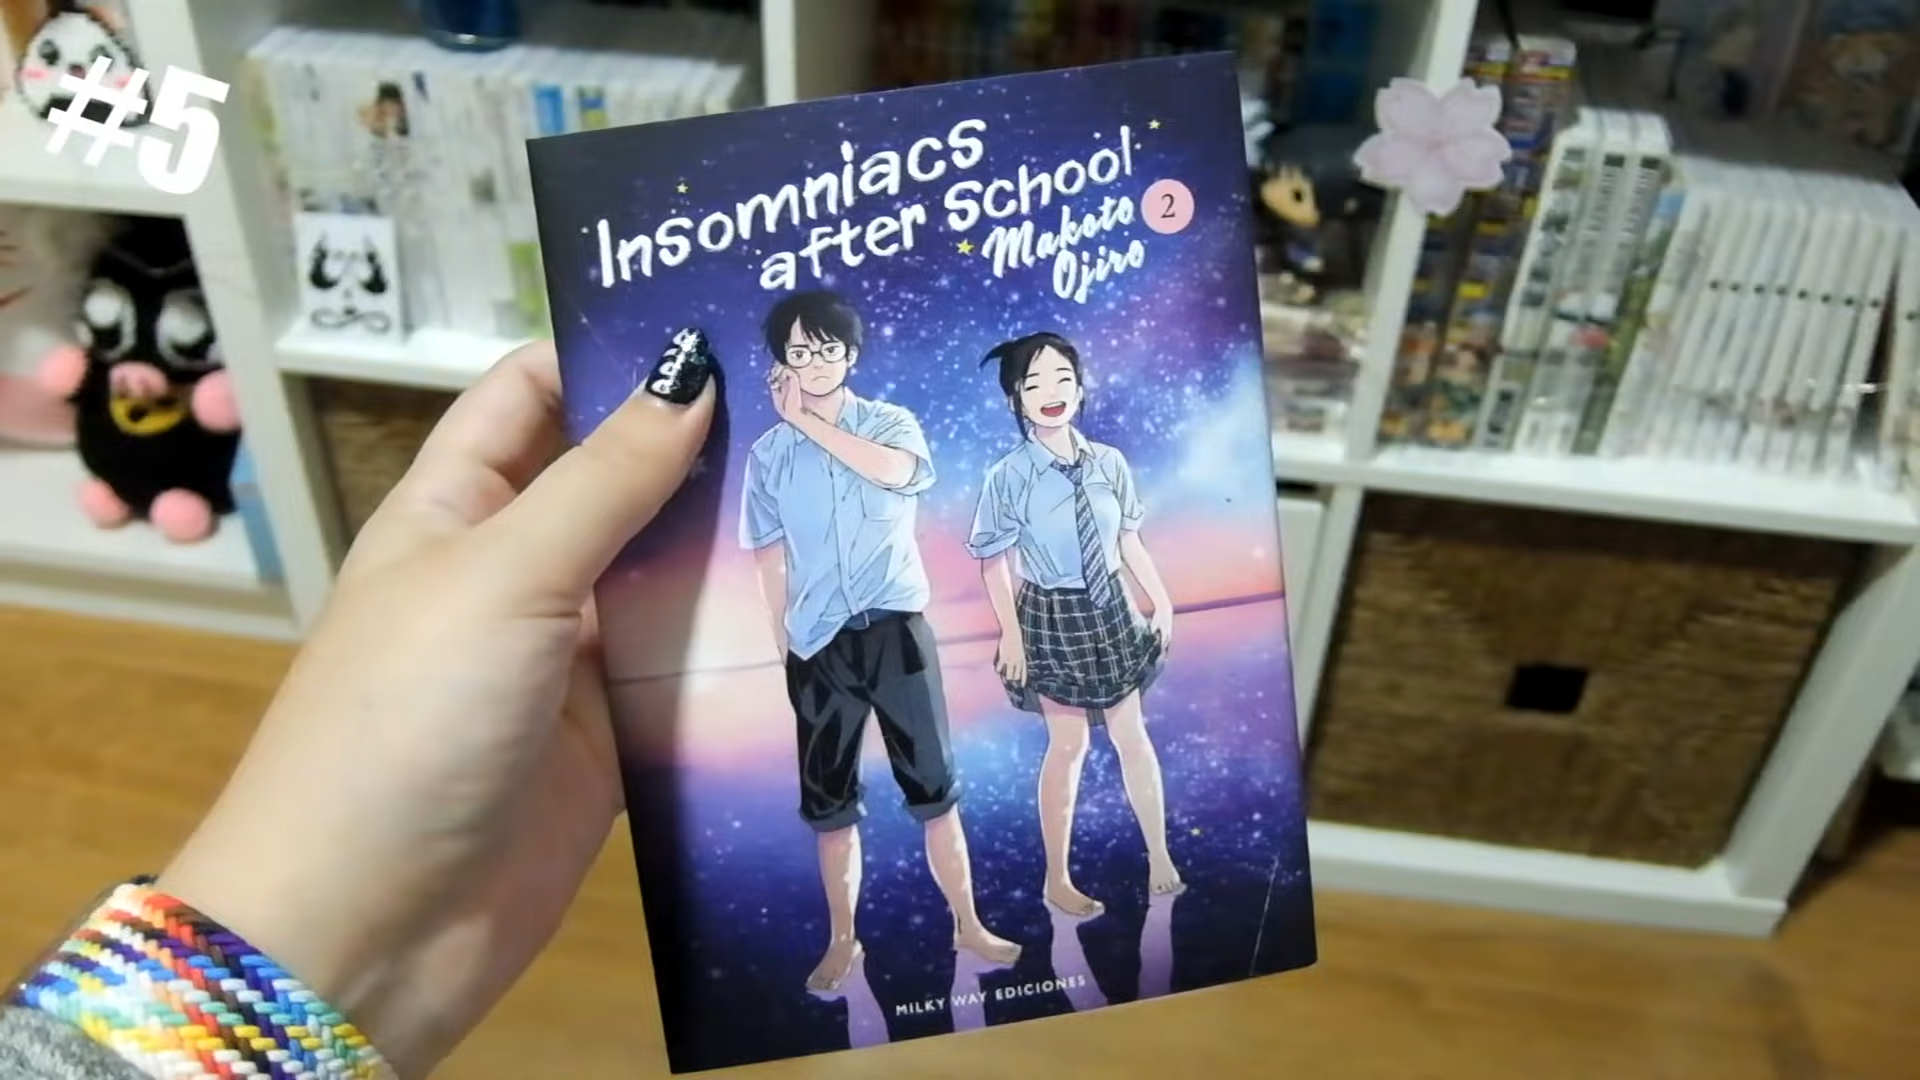 #5
Insomniacs
after School
Makoto
Ojiro
2
MILKY WAY EDICIONES